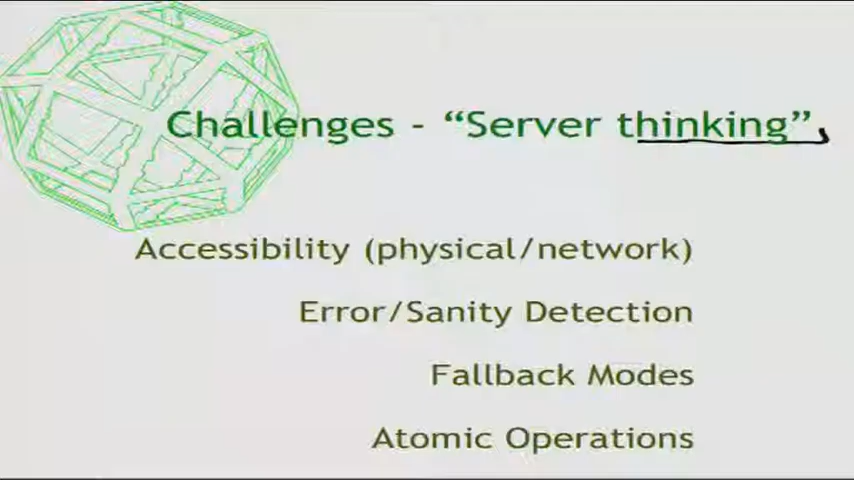 Challenges - “Server thinking”
Accessibility (physical/network)
Error/Sanity Detection
Fallback Modes
Atomic Operations